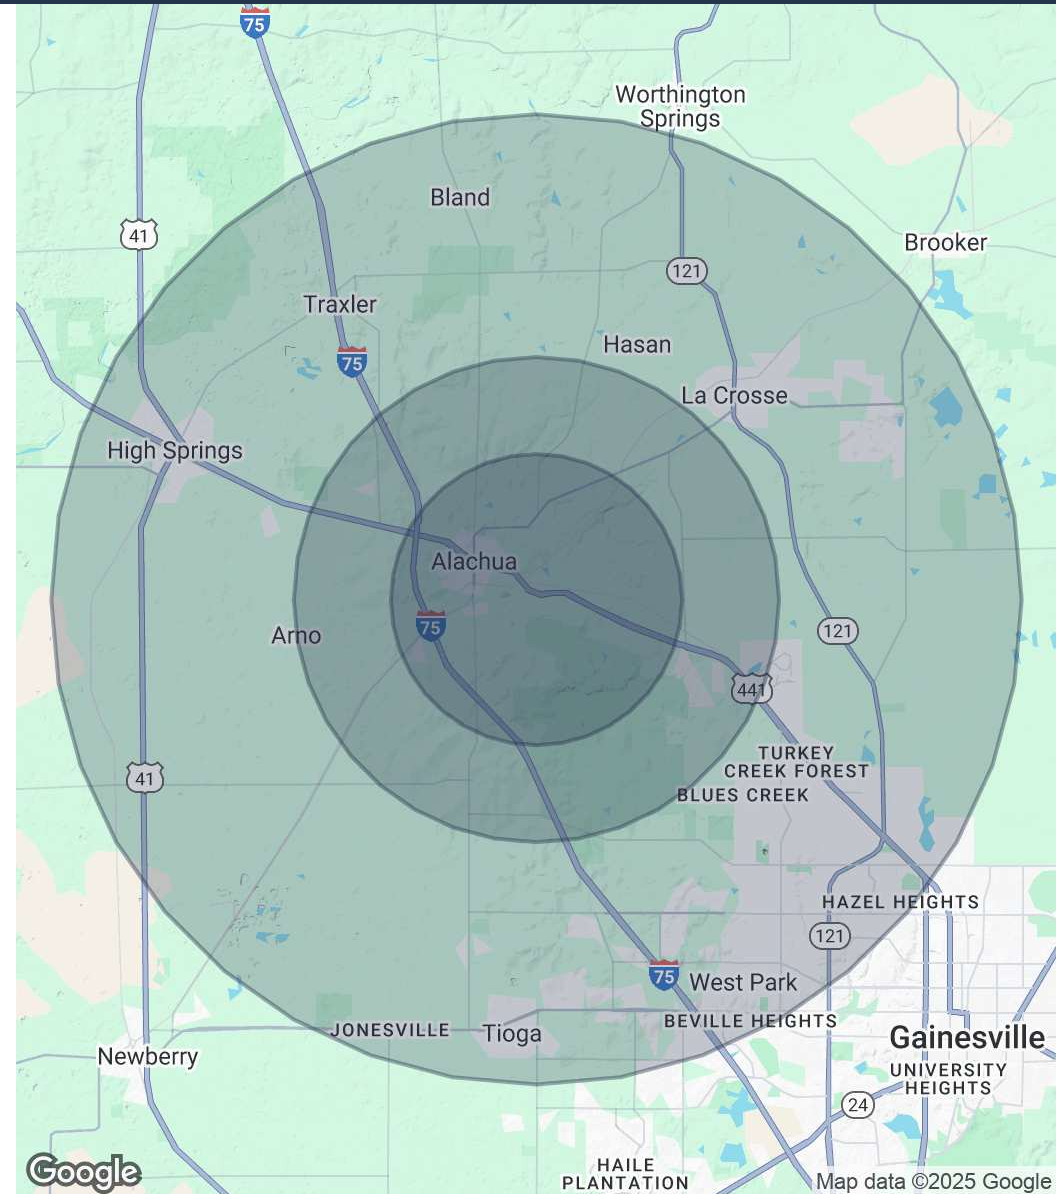 75
Worthington
Springs
Bland
41
Brooker
121
Traxler
Hasan
75
La Crosse
High Springs
Alachua
75
Arno
121
441
TURKEY
CREEK FOREST
41
BLUES CREEK
HAZEL HEIGHTS
121
75
West Park
BEVILLE HEIGHTS
JONESVILLE
Tioga
Gainesville
Newberry
UNIVERSITY
HEIGHTS
24
HAILE
PLANTATION
Google
Map data ©2025 Google